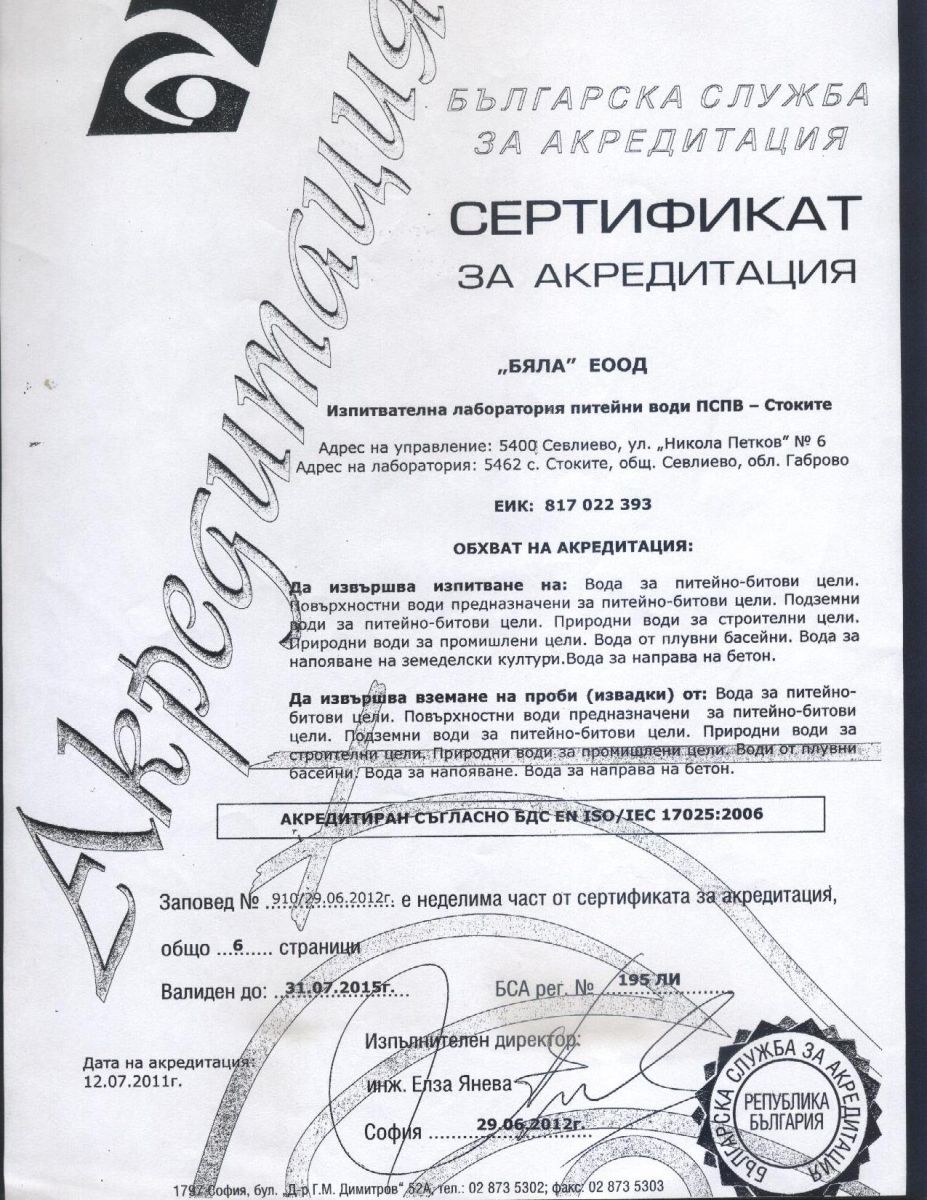 Акредитация
БЪЛГАРСКА СЛУЖБА
ЗА АКРЕДИТАЦИЯ
СЕРТИФИКАТ
ЗА АКРЕДИТАЦИЯ
„БЯЛА” ЕООД
Изпитвателна лаборатория питейни води ПСПВ – Стоките
Адрес на управление: 5400 Севлиево, ул. „Никола Петков” № 6
Адрес на лаборатория: 5462 с. Стоките, общ. Севлиево, обл. Габрово
ЕИК: 817 022 393
ОБХВАТ НА АКРЕДИТАЦИЯ:
Да извършва изпитване на: Вода за питейно-битови цели.
Повърхностни води предназначени за питейно-битови цели. Подземни
води за питейно-битови цели. Природни води за строителни цели.
Природни води за промишлени цели. Вода от плувни басейни. Вода за
напояване на земеделски култури.Вода за направа на бетон.
Да извършва вземане на проби (извадки) от: Вода за питейно-
битови цели. Повърхностни води предназначени за питейно-битови
цели. Подземни води за питейно-битови цели. Природни води за
строителни цели. Природни води за промишлени цели. Води от плувни
басейни. Вода за напояване. Вода за направа на бетон.
АКРЕДИТИРАН СЪГЛАСНО БДС EN ISO/IEC 17025:2006
Заповед № 910/29.06.2012г. е неделима част от сертификата за акредитация,
общо ...6..... страници
Валиден до: ..31.07.2015г...
БСА рег. № ..195 ЛИ........
Изпълнителен директор:
Дата на акредитация:
12.07.2011г.
инж. Елза Янева
София .......29.06.2012г..
БЪЛГАРСКА СЛУЖБА ЗА АКРЕДИТАЦИЯ
РЕПУБЛИКА
БЪЛГАРИЯ
1797 София, бул. „Д-р Г.М. Димитров” 52А, тел.: 02 873 5302; факс: 02 873 5303